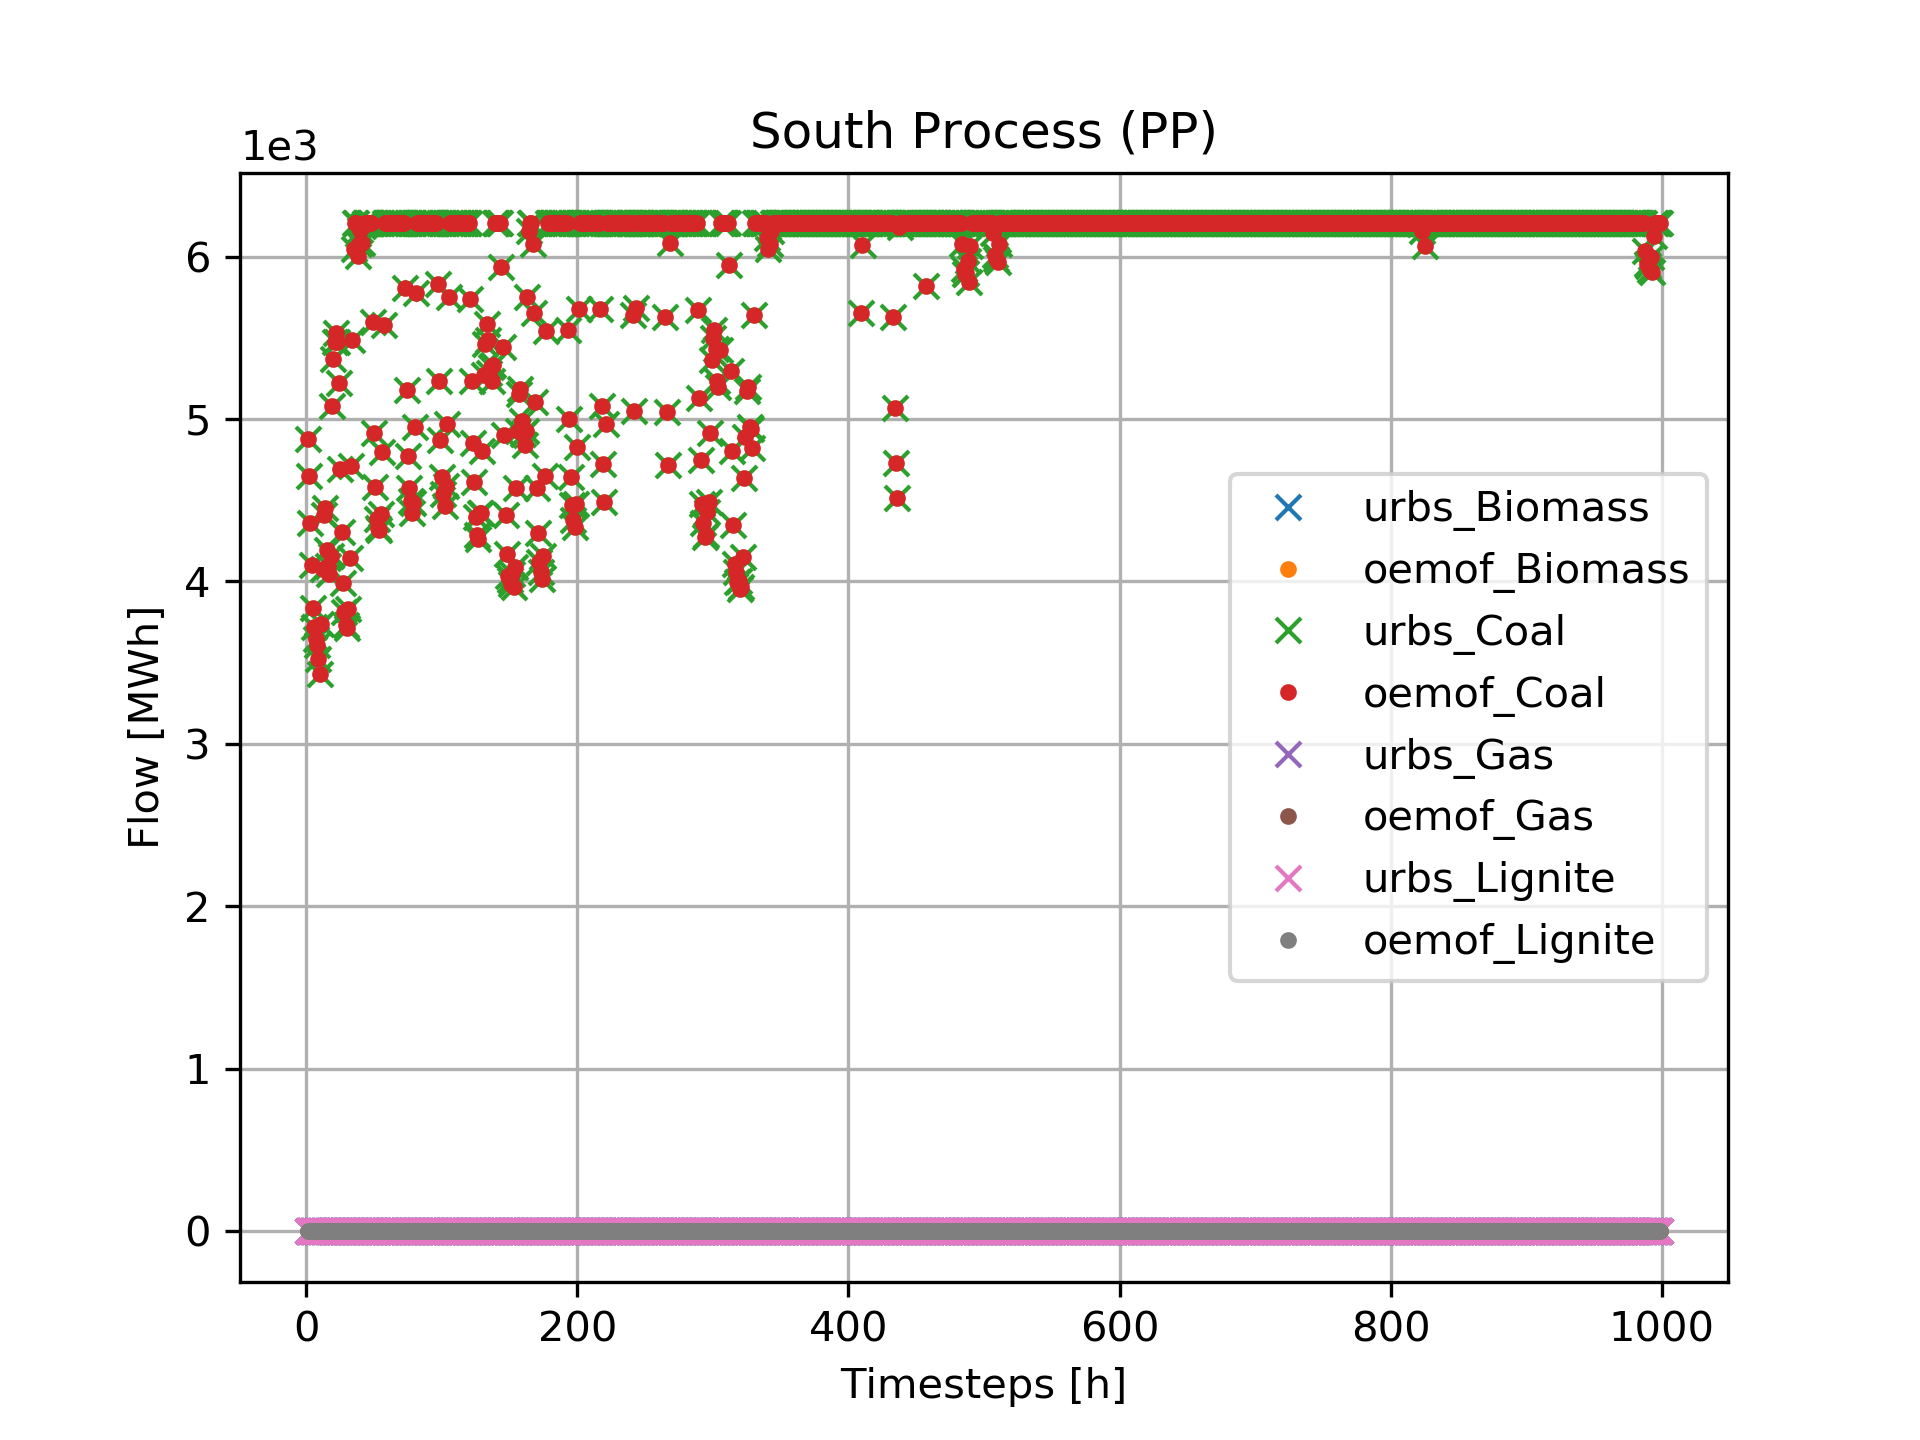 South Process (PP)
1e3
6
5
4
3
2
1
0
Flow [MWh]
0 200 400 600 800 1000
Timesteps [h]
urbs_Biomass
oemof_Biomass
urbs_Coal
oemof_Coal
urbs_Gas
oemof_Gas
urbs_Lignite
oemof_Lignite